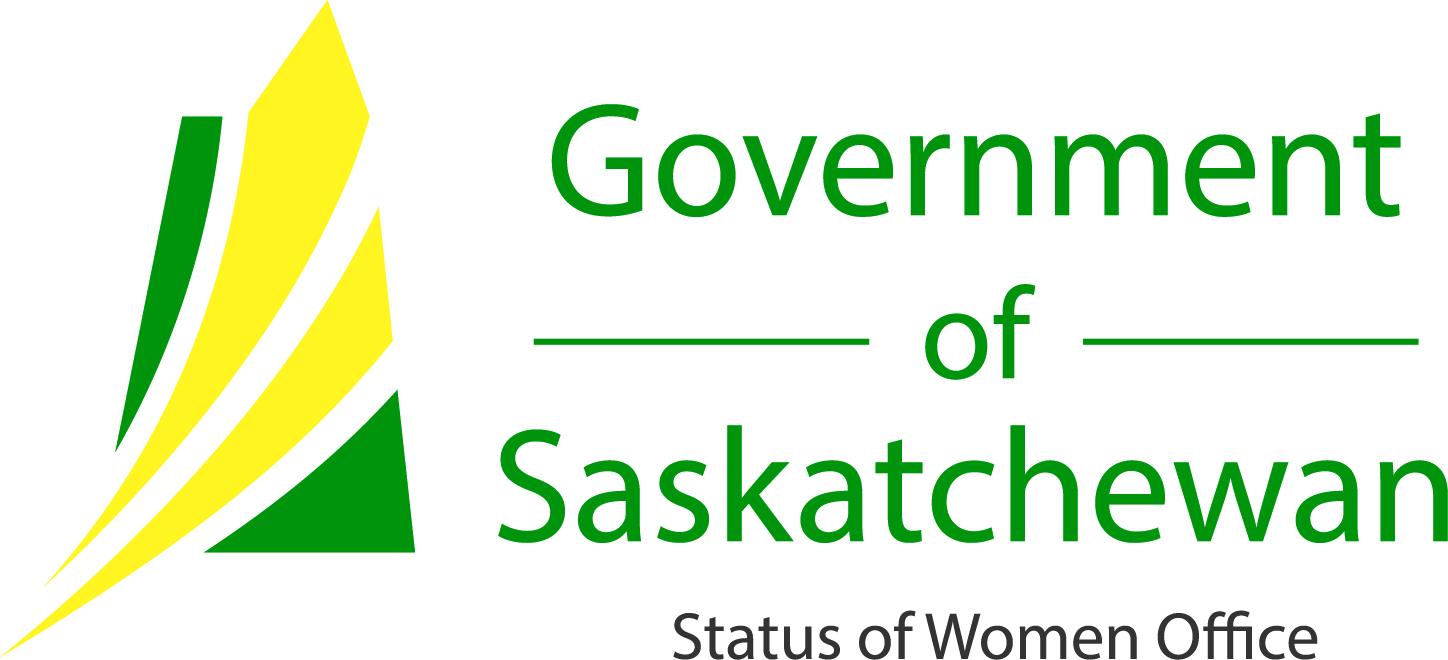 Government
of
Saskatchewan
Status of Women Office